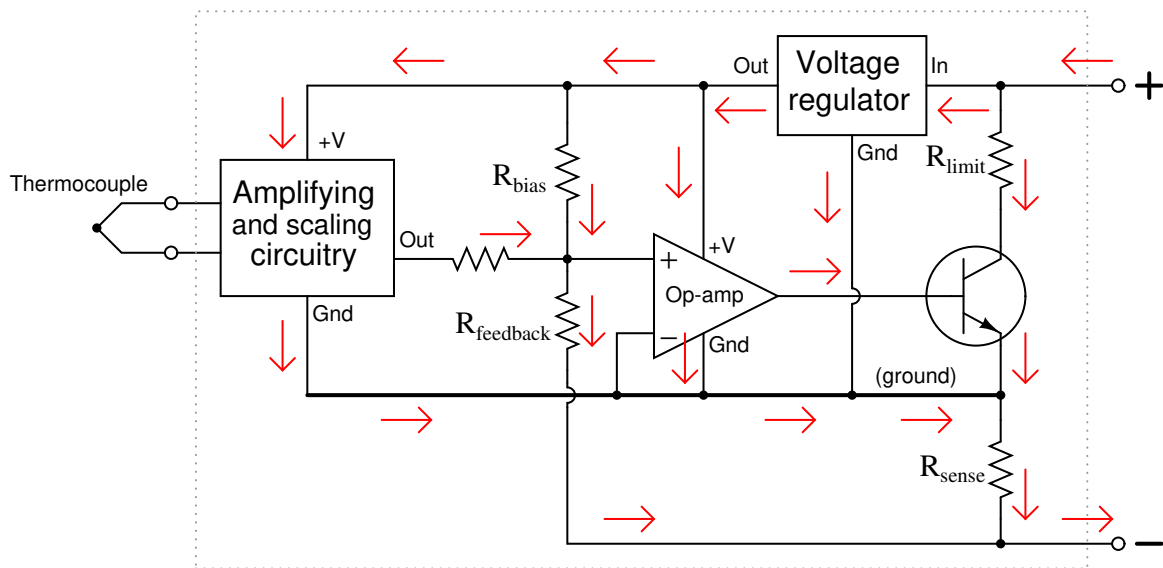 Voltage
regulator
Out
In
Gnd
+
+V
R_bias
R_limit
Thermocouple
Amplifying
and scaling
circuitry
Out
Gnd
+
+V
Op-amp
−
Gnd
R_feedback
(ground)
R_sense
−